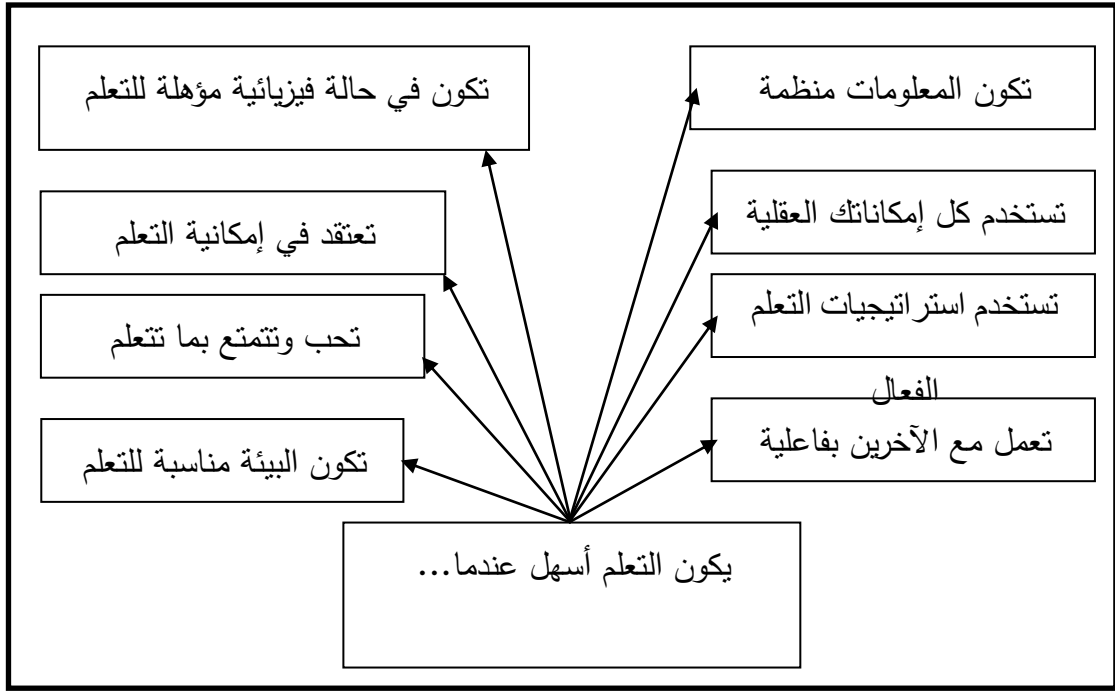 تكون المعلومات منظمة
تكون في حالة فيزيائية مؤهلة للتعلم
تستخدم كل إمكاناتك العقلية
تعتقد في إمكانية التعلم
تستخدم استراتيجيات التعلم
الفعال
تحب وتتمتع بما تتعلم
تعمل مع الآخرين بفاعلية
تكون البيئة مناسبة للتعلم
يكون التعلم أسهل عندما...